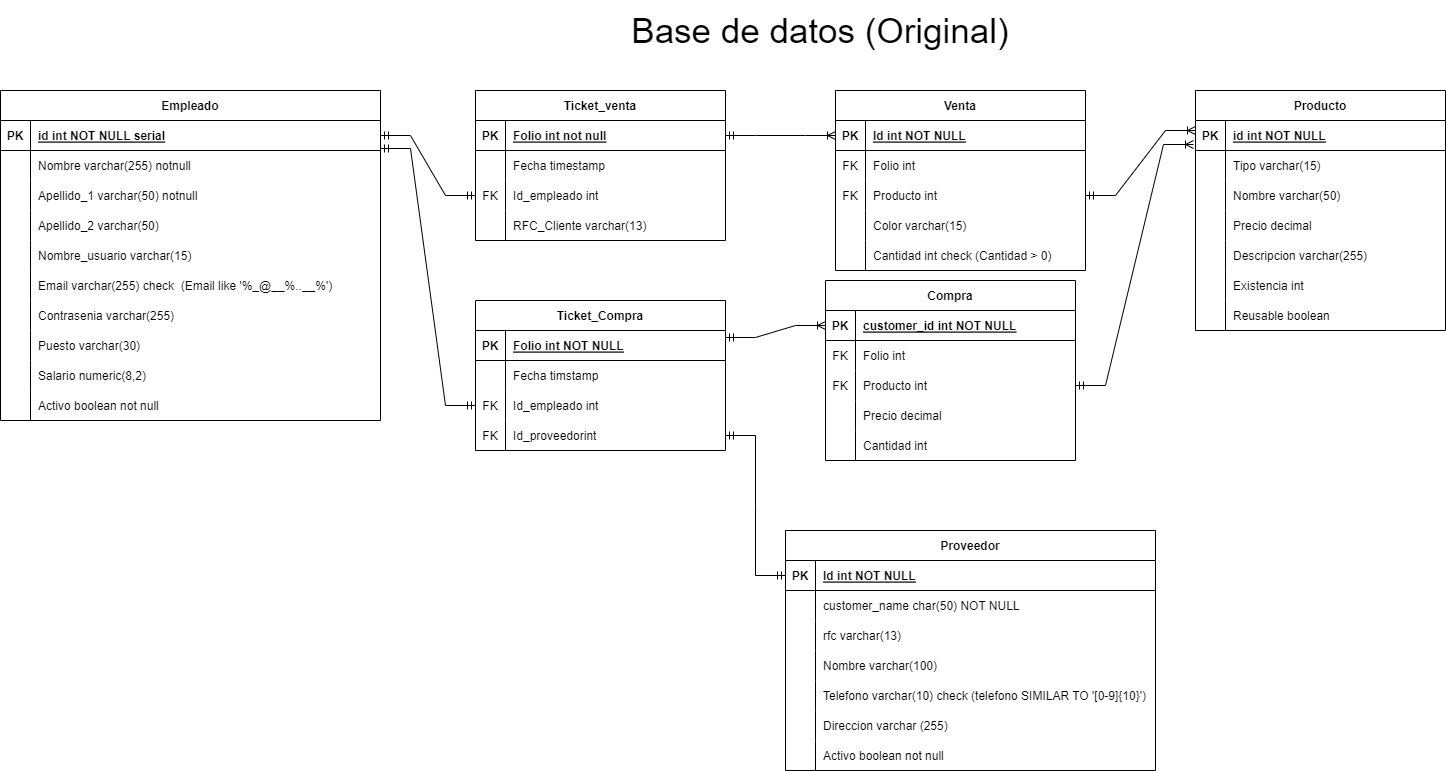 Base de datos (Original)
Empleado
PK id int NOT NULL serial
Nombre varchar(255) notnull
Apellido_1 varchar(50) notnull
Apellido_2 varchar(50)
Nombre_usuario varchar(15)
Email varchar(255) check  (Email like '%_@__%..__%')
Contrasenia varchar(255)
Puesto varchar(30)
Salario numeric(8,2)
Activo boolean not null
Ticket_venta
PK Folio int not null
Fecha timestamp
FK Id_empleado int
RFC_Cliente varchar(13)
Venta
PK Id int NOT NULL
FK Folio int
FK Producto int
Color varchar(15)
Cantidad int check (Cantidad > 0)
Producto
PK id int NOT NULL
Tipo varchar(15)
Nombre varchar(50)
Precio decimal
Descripcion varchar(255)
Existencia int
Reusable boolean
Ticket_Compra
PK Folio int NOT NULL
Fecha timstamp
FK Id_empleado int
FK Id_proveedorint
Compra
PK customer_id int NOT NULL
FK Folio int
FK Producto int
Precio decimal
Cantidad int
Proveedor
PK Id int NOT NULL
customer_name char(50) NOT NULL
rfc varchar(13)
Nombre varchar(100)
Telefono varchar(10) check (telefono SIMILAR TO '[0-9]{10}')
Direccion varchar (255)
Activo boolean not null